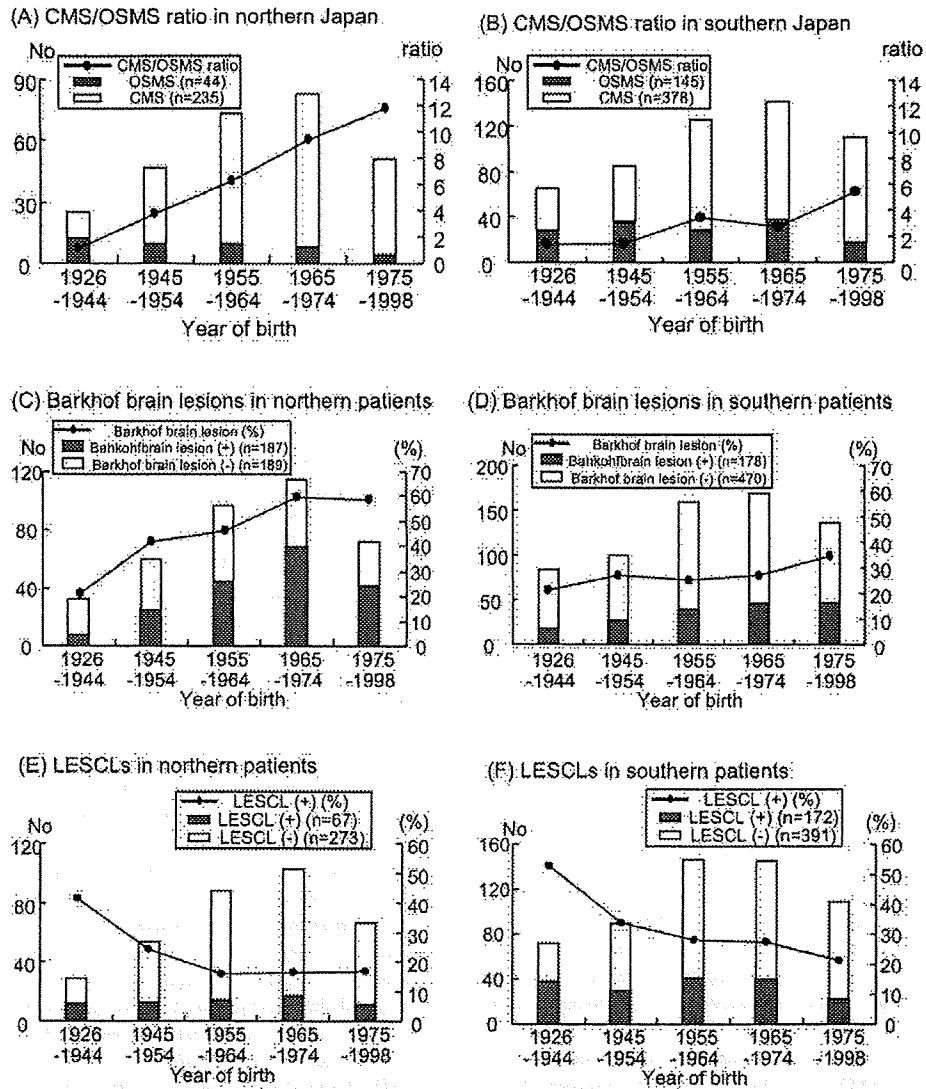 (A) CMS/OSMS ratio in northern Japan
No
ratio
CMS/OSMS ratio
OSMS (n=44)
CMS (n=235)
90
60
30
0
14
12
10
8
6
4
2
0
1926 1945 1955 1965 1975
-1944 -1954 -1964 -1974 -1998
Year of birth
(B) CMS/OSMS ratio in southern Japan
No
ratio
CMS/OSMS ratio
OSMS (n=145)
CMS (n=378)
160
120
80
40
0
14
12
10
8
6
4
2
0
1926 1945 1955 1965 1975
-1944 -1954 -1964 -1974 -1998
Year of birth
(C) Barkhof brain lesions in northern patients
No
(%)
Barkhof brain lesion (%)
brain lesion (+) (n=187)
Barkhof brain lesion (-) (n=189)
120
80
40
0
70
60
50
40
30
20
10
0
1926 1945 1955 1965 1975
-1944 -1954 -1964 -1974 -1998
Year of birth
(D) Barkhof brain lesions in southern patients
No
(%)
Barkhof brain lesion (%)
brain lesion (+) (n=178)
Barkhof brain lesion (-) (n=470)
200
150
100
50
0
70
60
50
40
30
20
10
0
1926 1945 1955 1965 1975
-1944 -1954 -1964 -1974 -1998
Year of birth
(E) LESCLs in northern patients
No
(%)
LESCL (+) (%)
LESCL (+) (n=67)
LESCL (-) (n=273)
120
80
40
0
60
50
40
30
20
10
0
1926 1945 1955 1965 1975
-1944 -1954 -1964 -1974 -1998
Year of birth
(F) LESCLs in southern patients
No
(%)
LESCL (+) (%)
LESCL (+) (n=172)
LESCL (-) (n=391)
160
120
80
40
0
60
50
40
30
20
10
0
1926 1945 1955 1965 1975
-1944 -1954 -1964 -1974 -1998
Year of birth